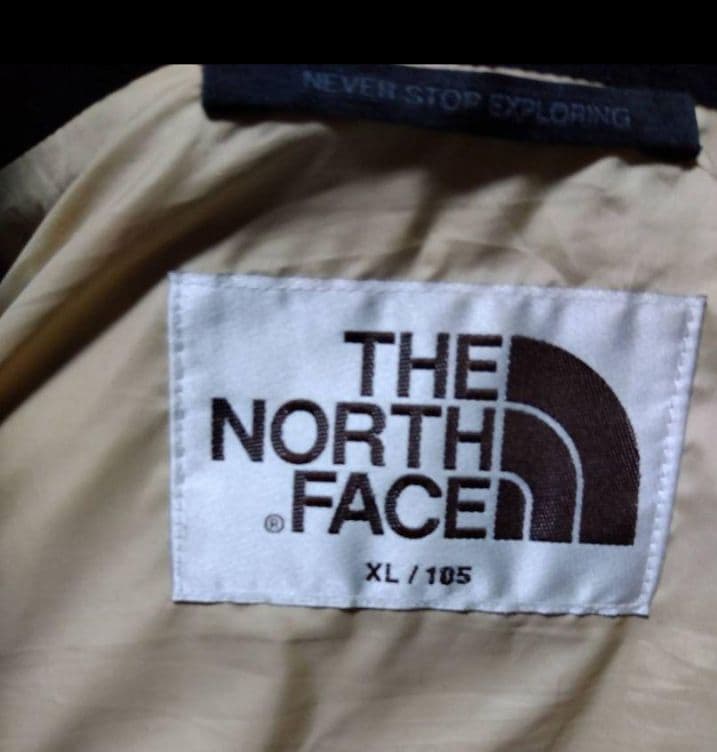 NEVER STOP EXPLORING
THE
NORTH
FACE
®
XL / 105